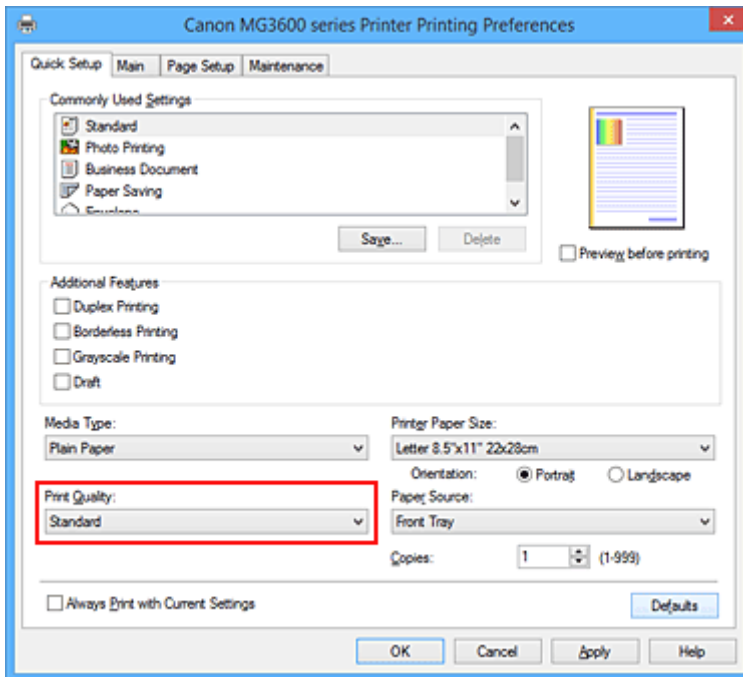 Canon MG3600 series Printer Printing Preferences
Quick Setup Main Page Setup Maintenance
Commonly Used Settings
Standard
Photo Printing
Business Document
Paper Saving
Envelope
Save... Delete
Preview before printing
Additional Features
Duplex Printing
Borderless Printing
Grayscale Printing
Draft
Media Type: Printer Paper Size:
Plain Paper Letter 8.5"x11" 22x28cm
Orientation: Portrait Landscape
Print Quality: Paper Source:
Standard Front Tray
Copies: 1 (1-999)
Always Print with Current Settings Defaults
OK Cancel Apply Help